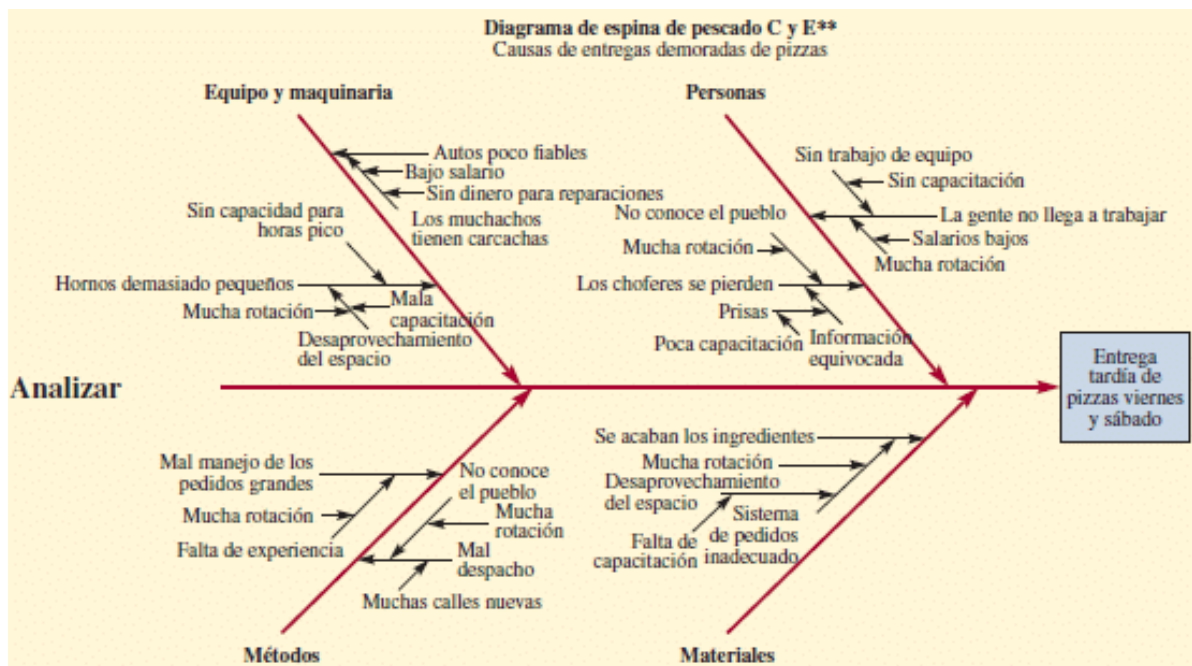 Diagrama de espina de pescado C y E**
Causas de entregas demoradas de pizzas
Equipo y maquinaria
Autos poco fiables
Bajo salario
Sin dinero para reparaciones
Los muchachos
tienen carcachas
Sin capacidad para
horas pico
Hornos demasiado pequeños
Mucha rotación
Mala
capacitación
Desaprovechamiento
del espacio
Personas
Sin trabajo de equipo
Sin capacitación
La gente no llega a trabajar
Salarios bajos
Mucha rotación
No conoce el pueblo
Mucha rotación
Los choferes se pierden
Prisas
Poca capacitación
Información
equivocada
Analizar
Entrega
tardía de
pizzas viernes
y sábado
Mal manejo de los
pedidos grandes
Mucha rotación
Falta de experiencia
No conoce
el pueblo
Mucha
rotación
Mal
despacho
Muchas calles nuevas
Métodos
Se acaban los ingredientes
Mucha rotación
Desaprovechamiento
del espacio
Falta de
capacitación
Sistema
de pedidos
inadecuado
Materiales